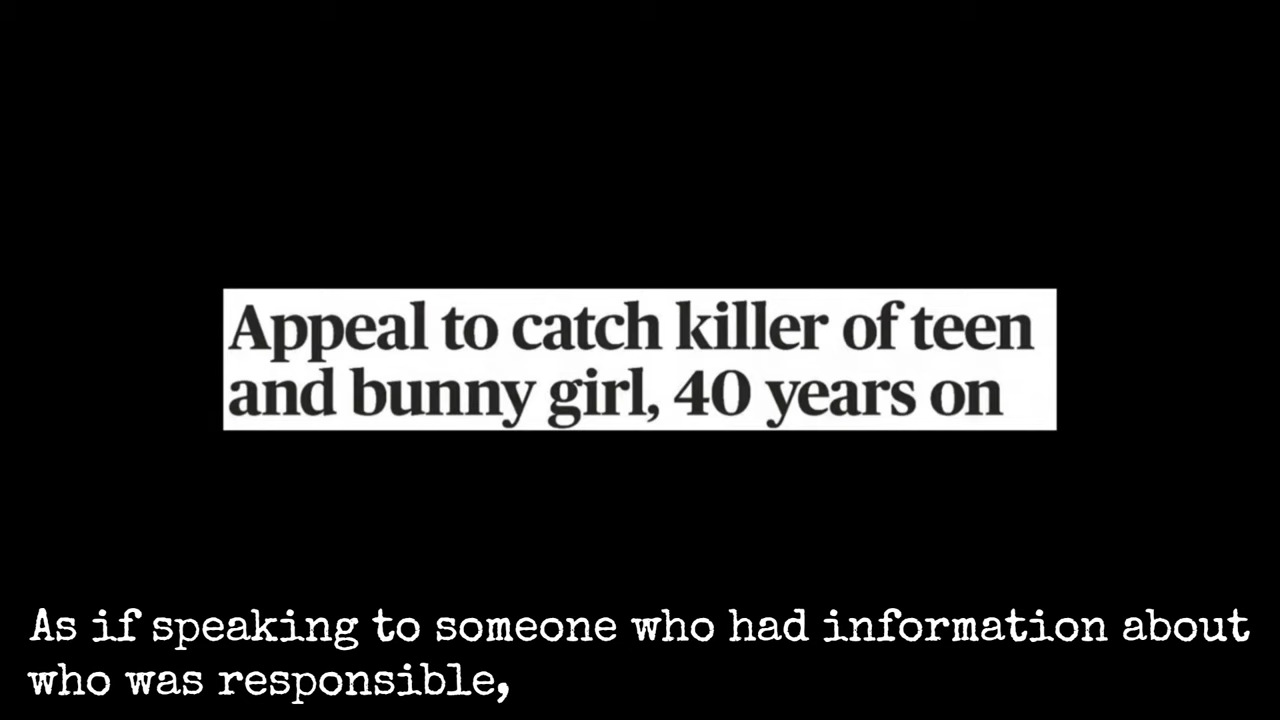 Appeal to catch killer of teen
and bunny girl, 40 years on
As if speaking to someone who had information about
who was responsible,